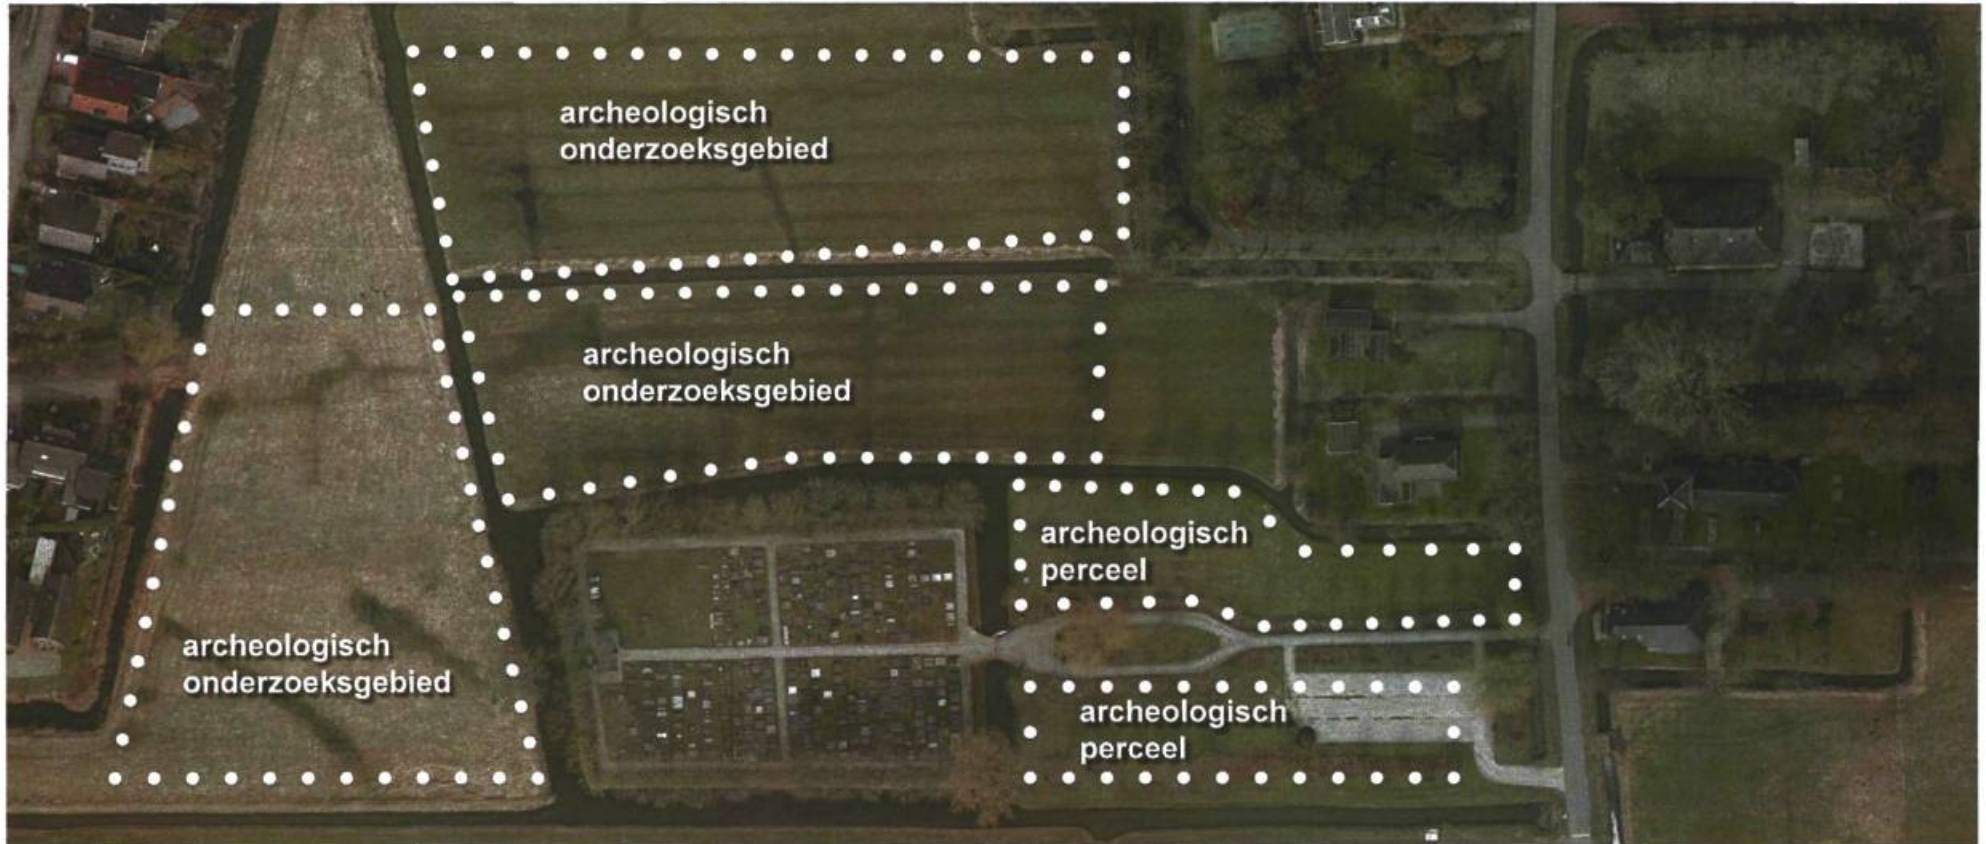 archeologisch
onderzoeksgebied
archeologisch
onderzoeksgebied
archeologisch
perceel
archeologisch
onderzoeksgebied
archeologisch
perceel